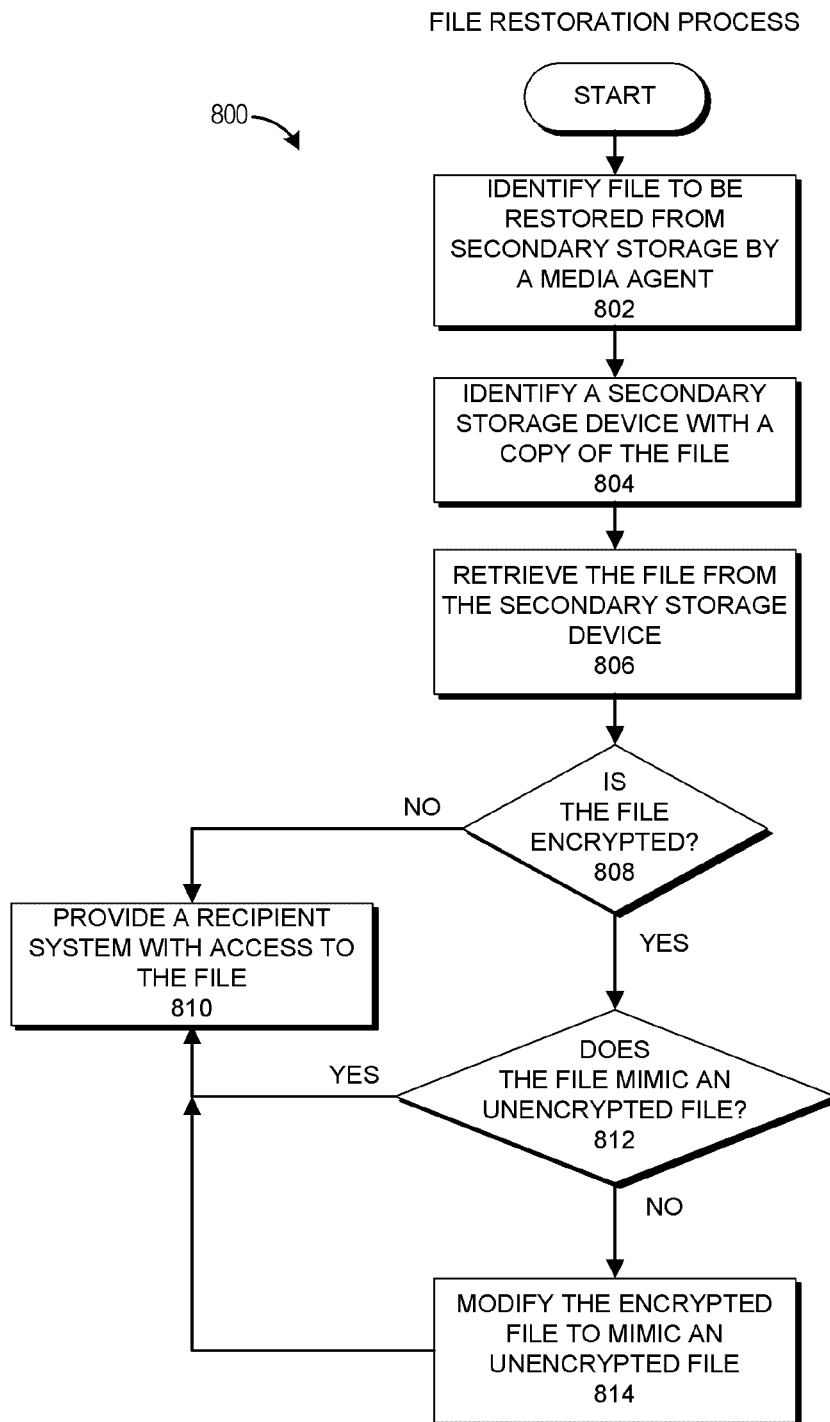 FILE RESTORATION PROCESS
START
800
IDENTIFY FILE TO BE
RESTORED FROM
SECONDARY STORAGE BY
A MEDIA AGENT
802
IDENTIFY A SECONDARY
STORAGE DEVICE WITH A
COPY OF THE FILE
804
RETRIEVE THE FILE FROM
THE SECONDARY STORAGE
DEVICE
806
IS
THE FILE
ENCRYPTED?
808
NO
YES
PROVIDE A RECIPIENT
SYSTEM WITH ACCESS TO
THE FILE
810
DOES
THE FILE MIMIC AN
UNENCRYPTED FILE?
812
YES
NO
MODIFY THE ENCRYPTED
FILE TO MIMIC AN
UNENCRYPTED FILE
814